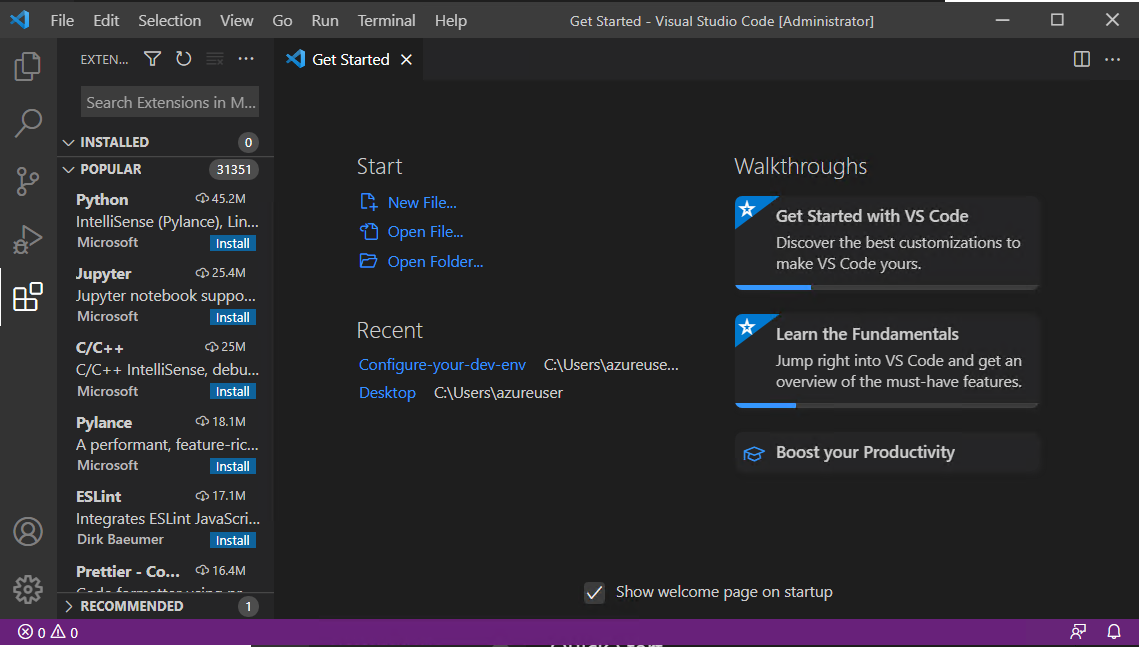 File Edit Selection View Go Run Terminal Help
Get Started - Visual Studio Code [Administrator]
EXTEN...
Search Extensions in M...
INSTALLED 0
POPULAR 31351
Python 45.2M
IntelliSense (Pylance), Lin...
Microsoft Install
Jupyter 25.4M
Jupyter notebook suppo...
Microsoft Install
C/C++ 25M
C/C++ IntelliSense, debu...
Microsoft Install
Pylance 18.1M
A performant, feature-ric...
Microsoft Install
ESLint 17.1M
Integrates ESLint JavaScri...
Dirk Baeumer Install
Prettier - Co... 16.4M
RECOMMENDED 1
Get Started
Start
New File...
Open File...
Open Folder...
Recent
Configure-your-dev-env C:\Users\azureuse...
Desktop C:\Users\azureuser
Walkthroughs
Get Started with VS Code
Discover the best customizations to
make VS Code yours.
Learn the Fundamentals
Jump right into VS Code and get an
overview of the must-have features.
Boost your Productivity
Show welcome page on startup
0 0